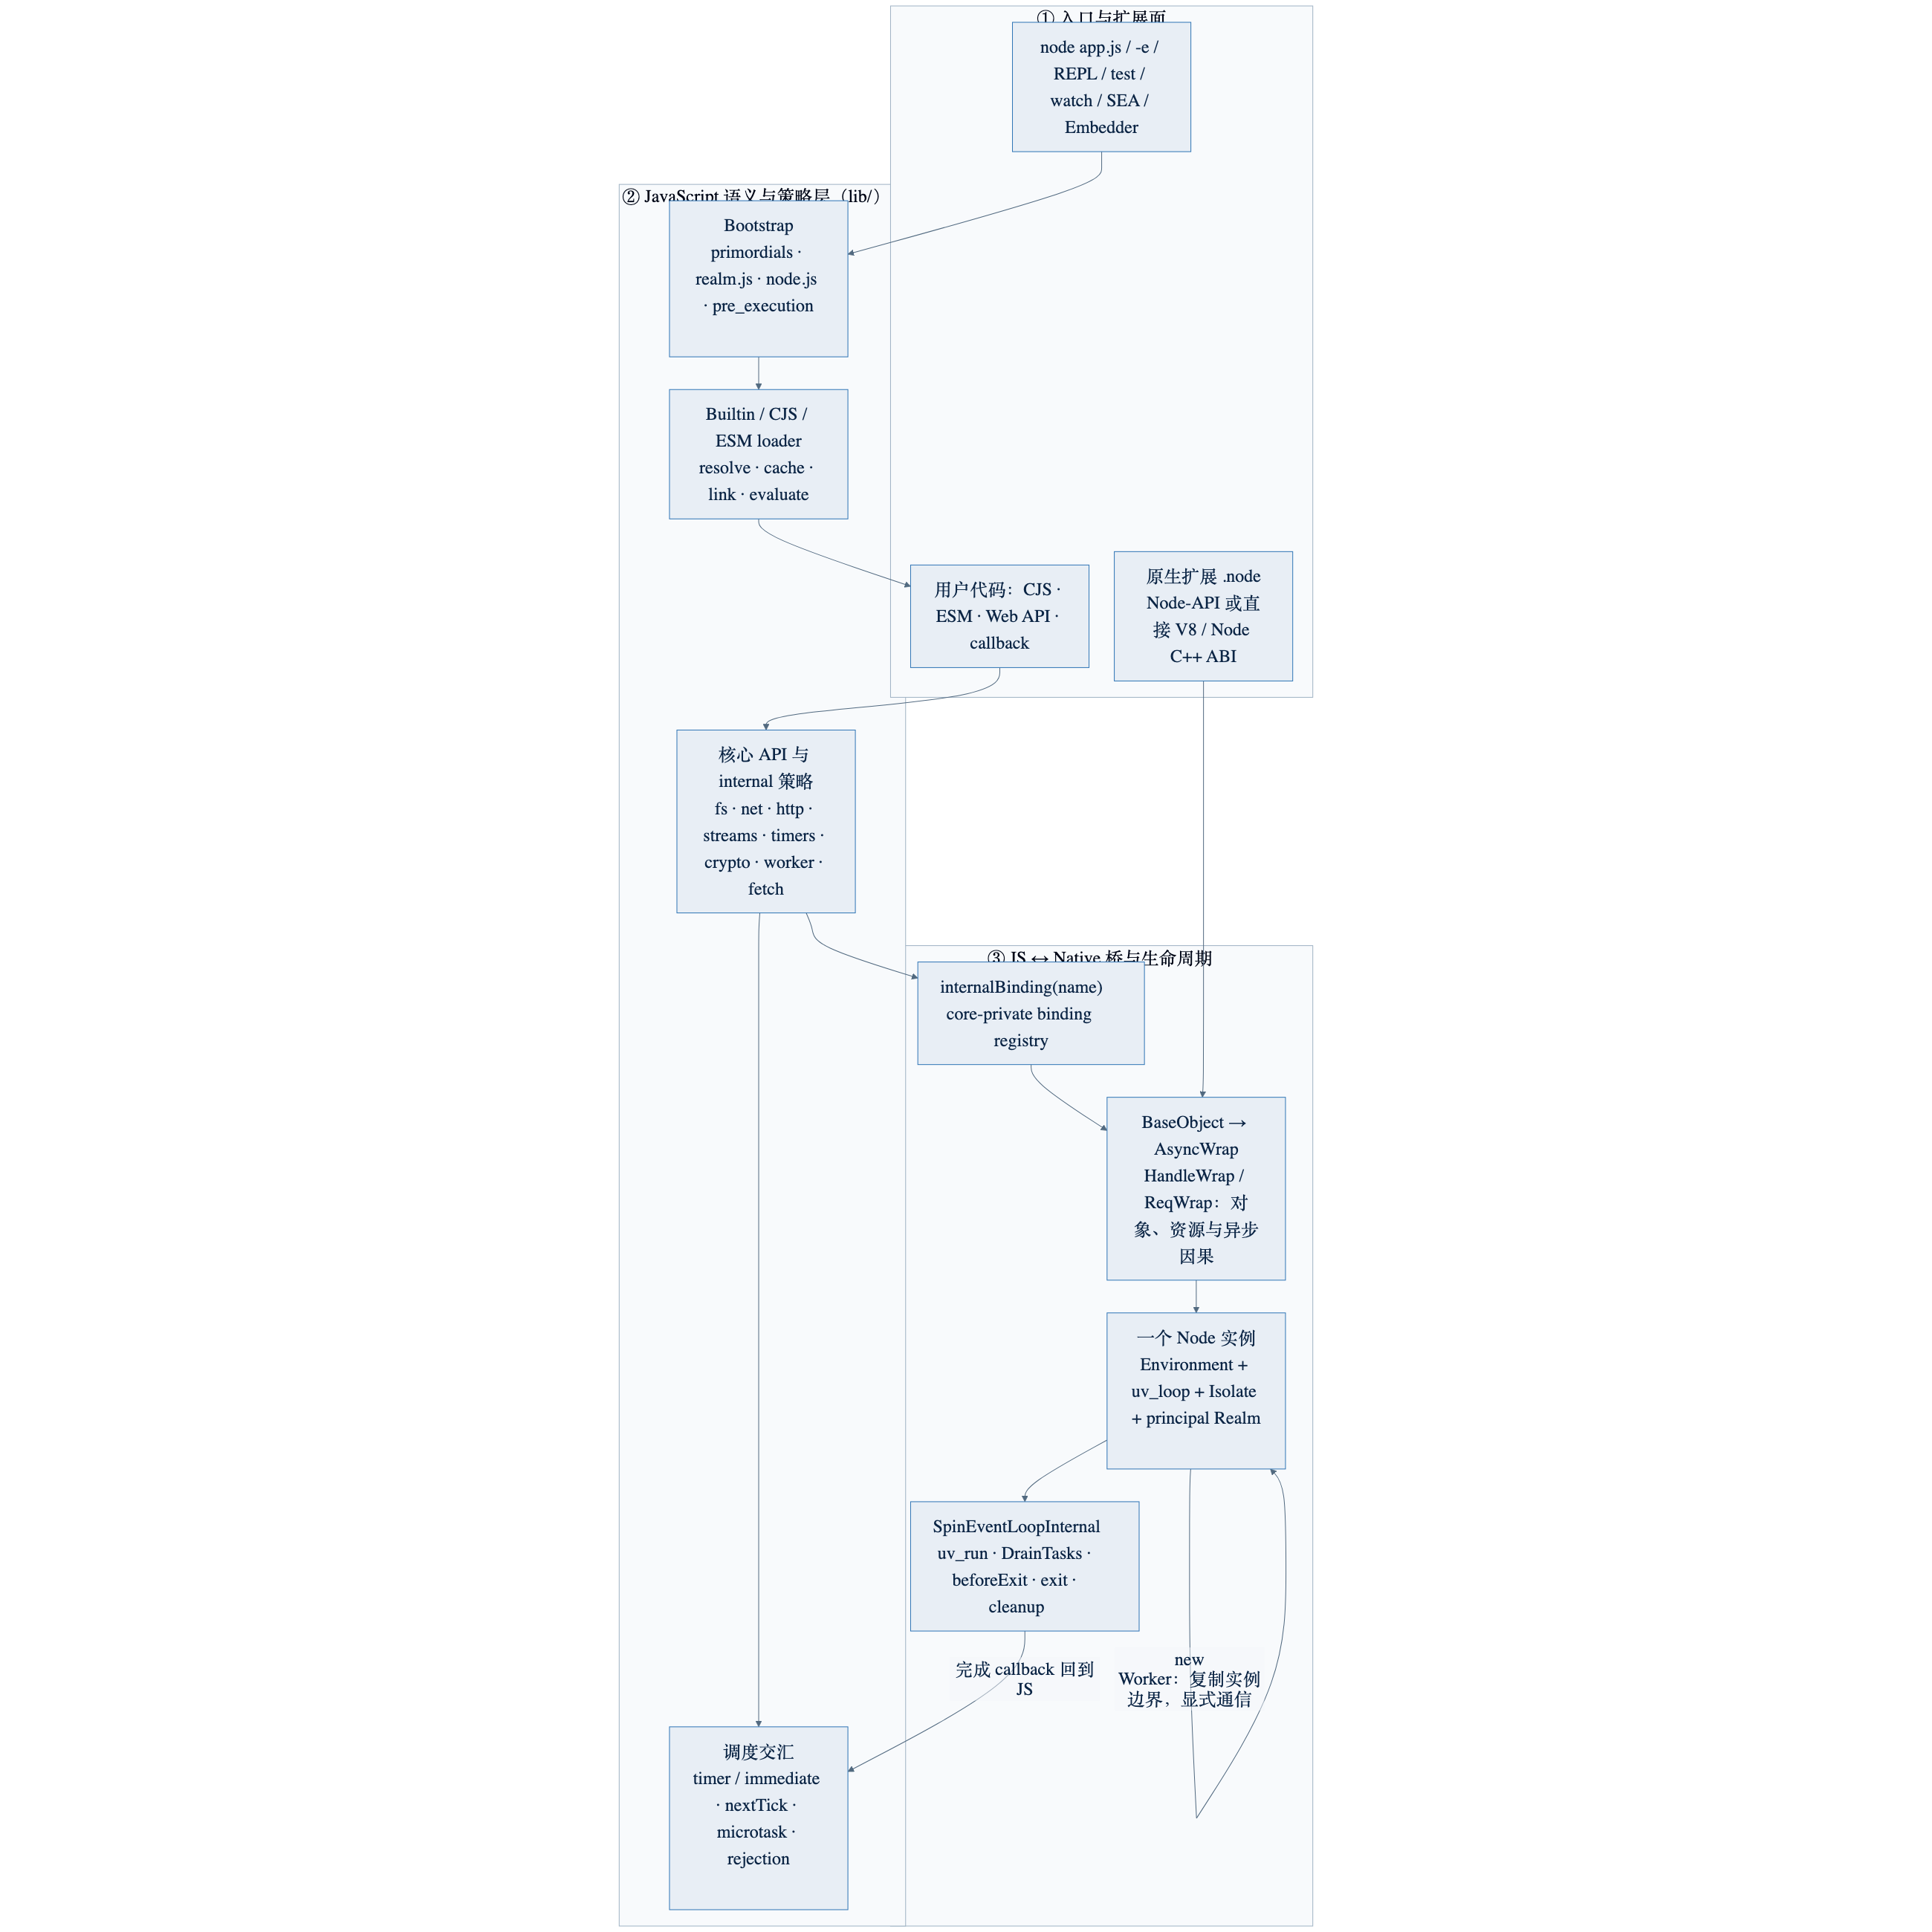 ① 入口与扩展面
node app.js / -e /
REPL / test /
watch / SEA /
Embedder
② JavaScript 语义与策略层（lib/）
Bootstrap
primordials ·
realm.js · node.js
· pre_execution
Builtin / CJS /
ESM loader
resolve · cache ·
link · evaluate
用户代码：CJS ·
ESM · Web API ·
callback
原生扩展 .node
Node-API 或直
接 V8 / Node
C++ ABI
核心 API 与
internal 策略
fs · net · http ·
streams · timers ·
crypto · worker ·
fetch
③ JS ↔ Native 桥与生命周期
internalBinding(name)
core-private binding
registry
BaseObject →
AsyncWrap
HandleWrap /
ReqWrap：对
象、资源与异步
因果
一个 Node 实例
Environment +
uv_loop + Isolate
+ principal Realm
SpinEventLoopInternal
uv_run · DrainTasks ·
beforeExit · exit ·
cleanup
完成 callback 回到
JS
new
Worker：复制实例
边界，显式通信
调度交汇
timer / immediate
· nextTick ·
microtask ·
rejection